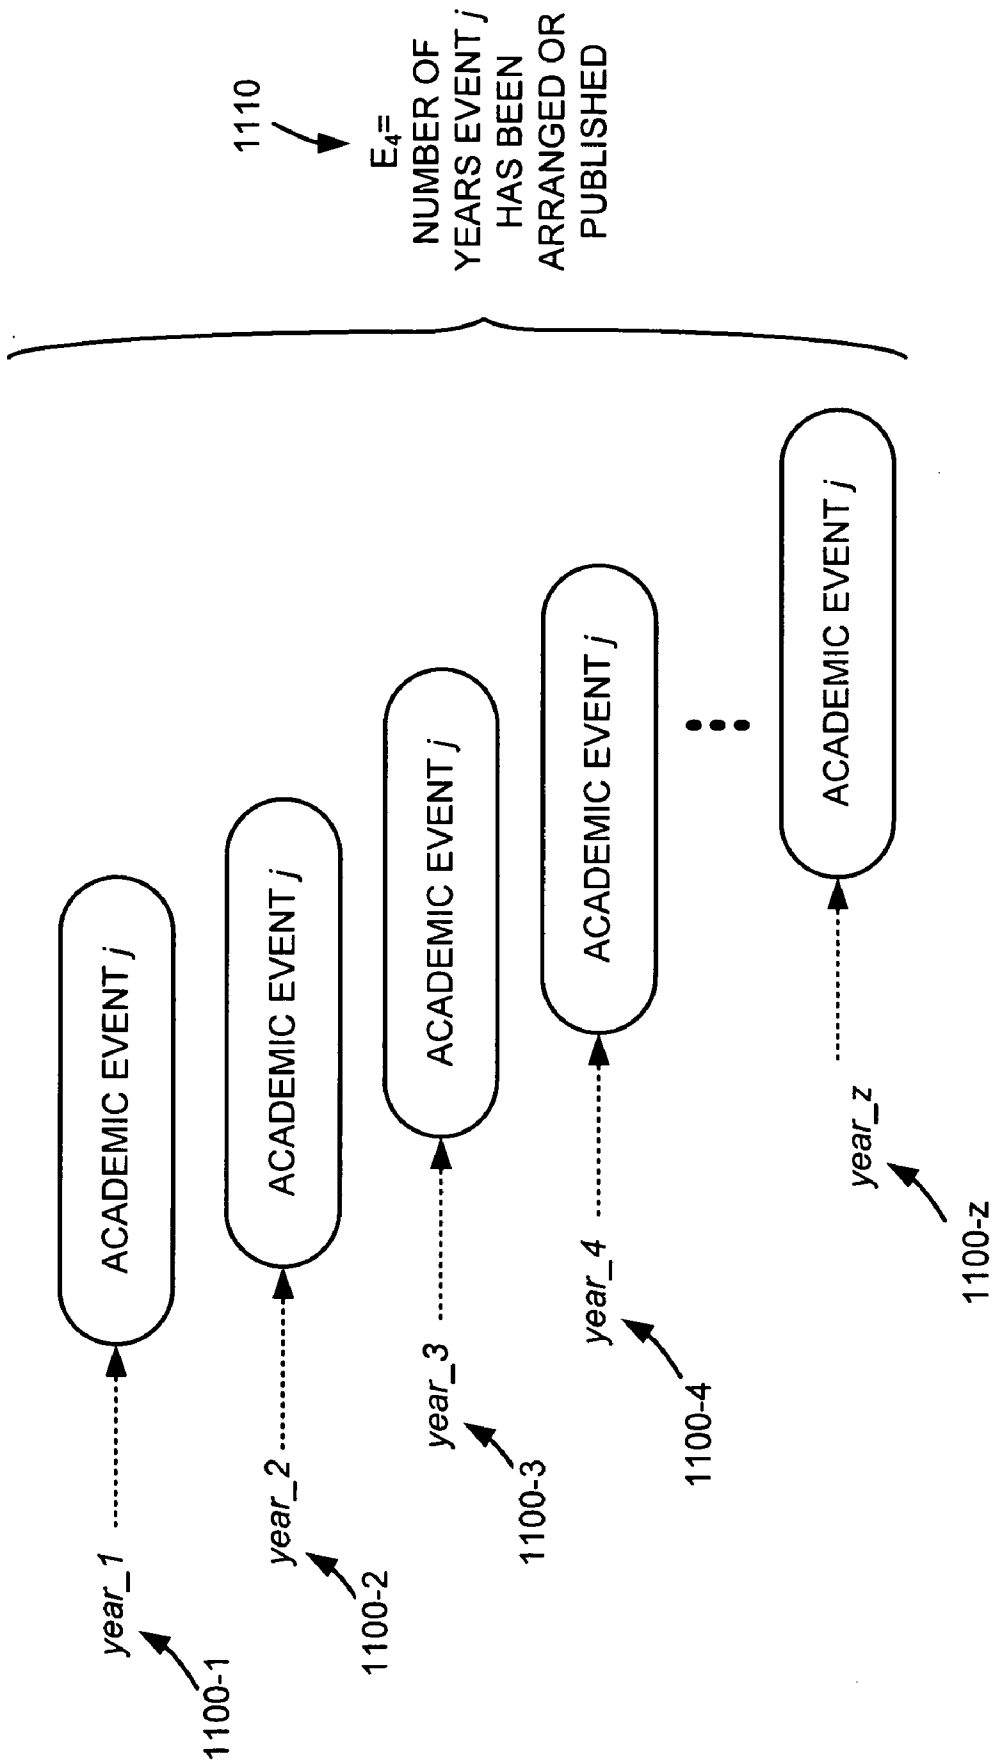 1100-1
year_1
ACADEMIC EVENT j
1100-2
year_2
ACADEMIC EVENT j
1100-3
year_3
ACADEMIC EVENT j
1100-4
year_4
ACADEMIC EVENT j
1100-z
year_z
ACADEMIC EVENT j
1110
E₄=
NUMBER OF
YEARS EVENT j
HAS BEEN
ARRANGED OR
PUBLISHED